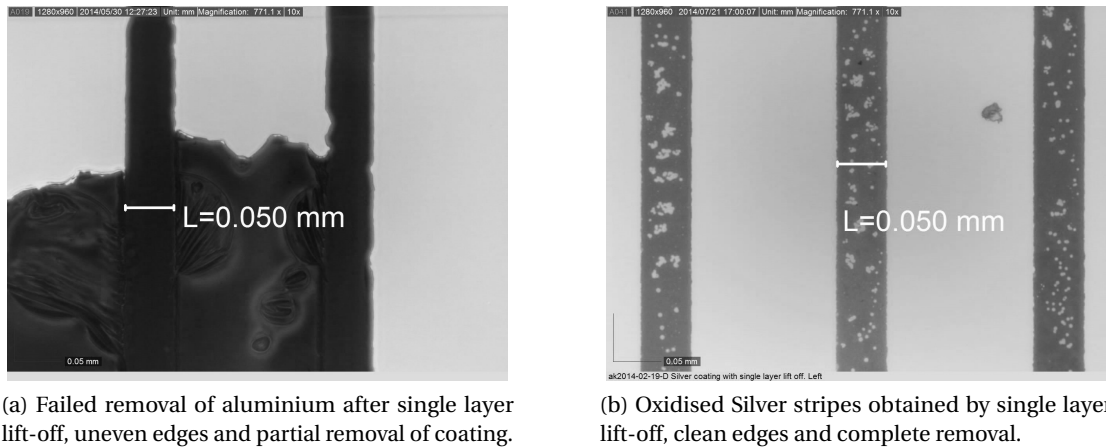 A019 1280x960 2014/05/30 12:27:23 Unit: mm Magnification: 771.1 x 10x
L=0.050 mm
0.05 mm
(a) Failed removal of aluminium after single layer
lift-off, uneven edges and partial removal of coating.
A041 1280x960 2014/07/21 17:00:07 Unit: mm Magnification: 771.1 x 10x
L=0.050 mm
0.05 mm
ak2014-02-19-D Silver coating with single layer lift off. Left
(b) Oxidised Silver stripes obtained by single layer
lift-off, clean edges and complete removal.